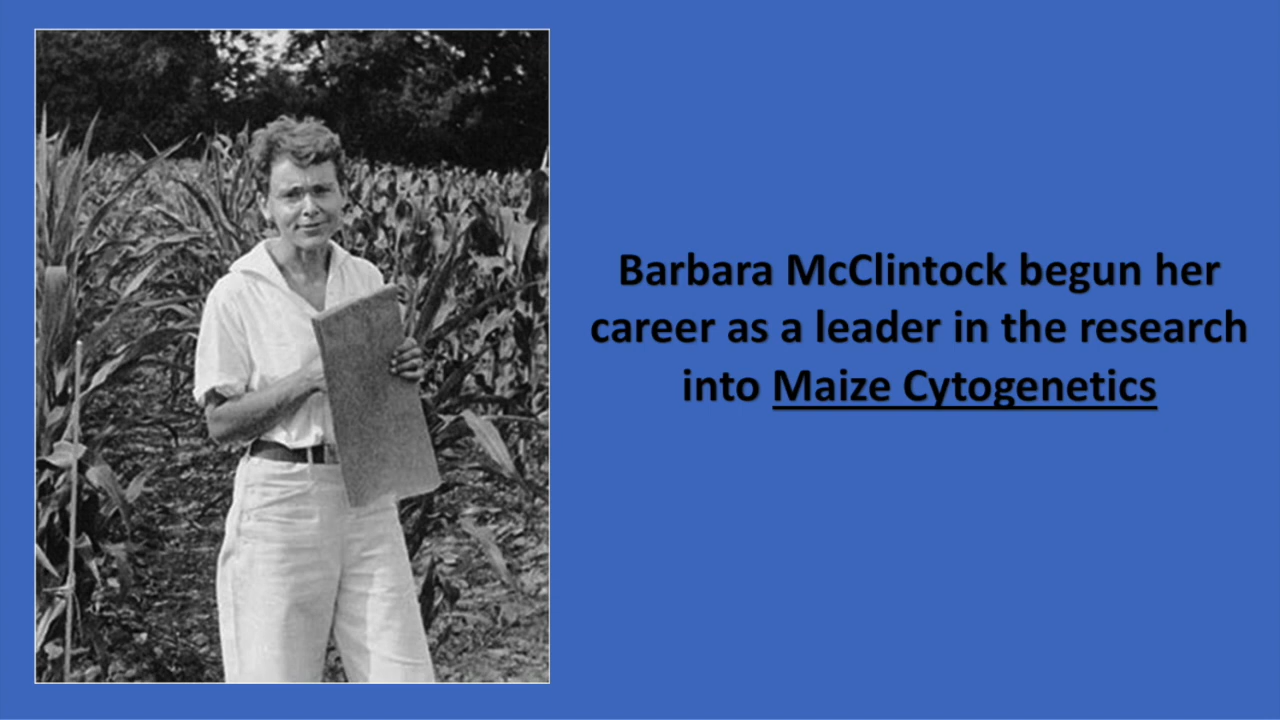 Barbara McClintock begun her
career as a leader in the research
into Maize Cytogenetics